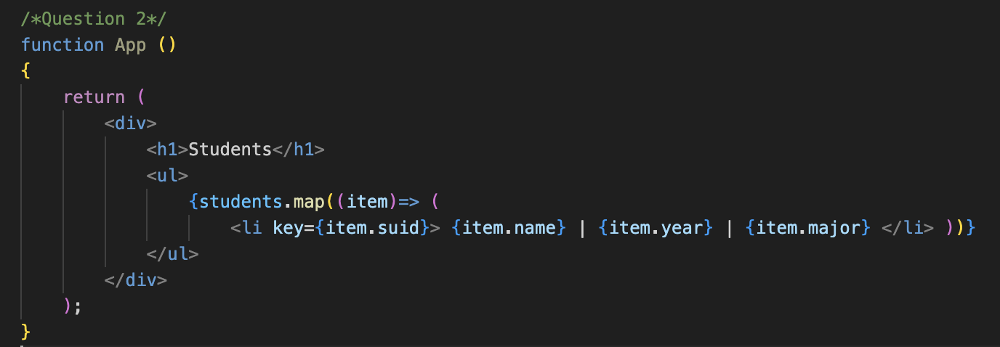 /*Question 2*/
function App ()
{
return (
<div>
<h1>Students</h1>
<ul>
{students.map((item)=> (
<li key={item.suid}> {item.name} | {item.year} | {item.major} </li> ))}
</ul>
</div>
);
}